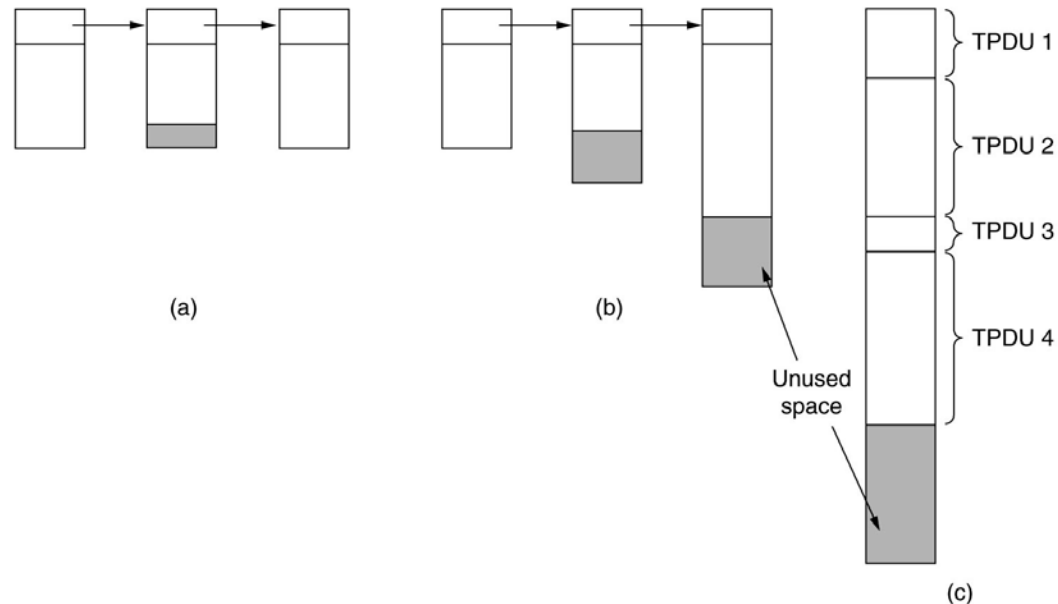 TPDU 1
TPDU 2
TPDU 3
TPDU 4
(a)
(b)
Unused
space
(c)